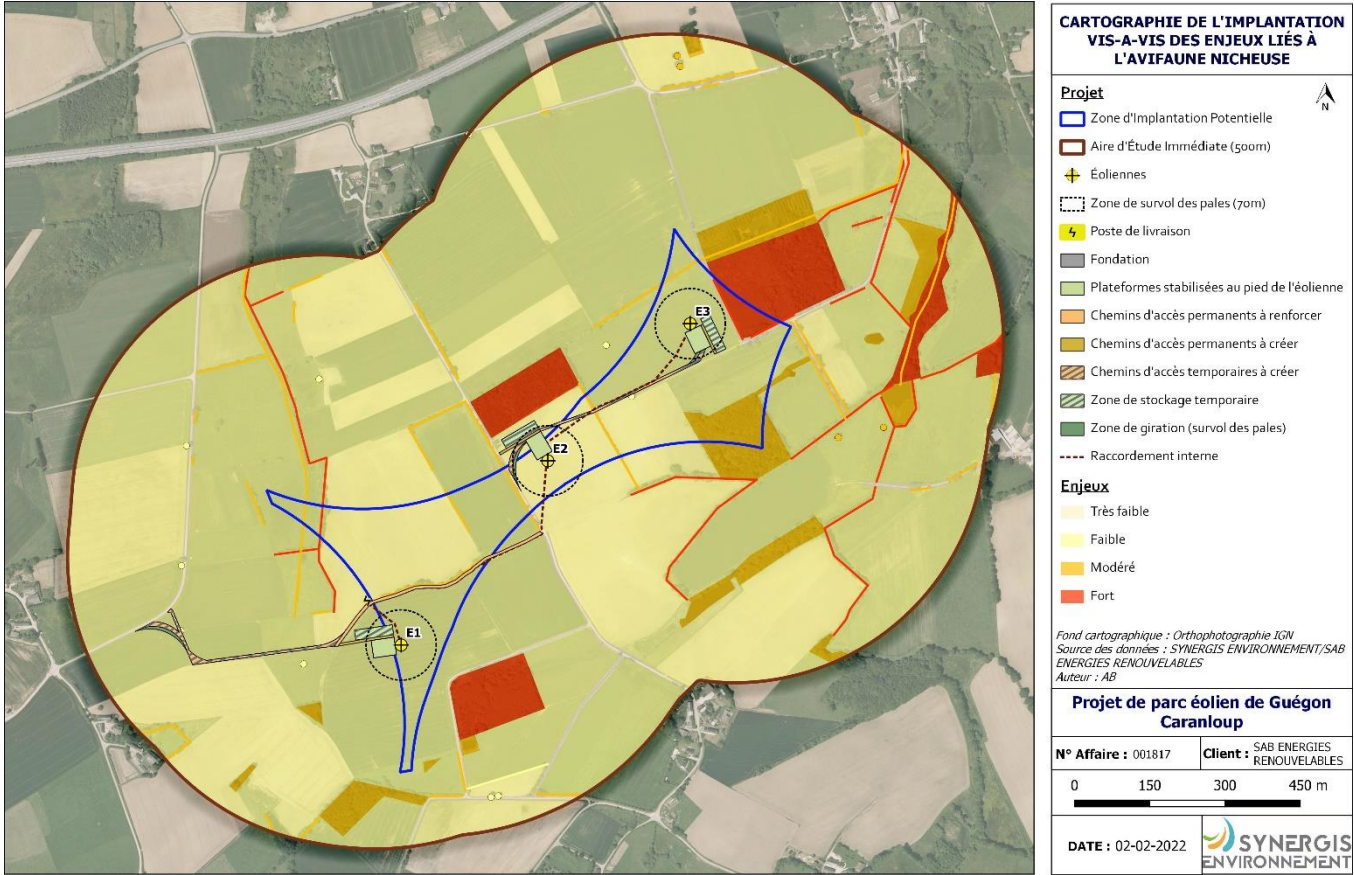 CARTOGRAPHIE DE L'IMPLANTATION
VIS-A-VIS DES ENJEUX LIÉS À
L'AVIFAUNE NICHEUSE
Projet
N
Zone d'Implantation Potentielle
Aire d'Étude Immédiate (500m)
Éoliennes
Zone de survol des pales (70m)
Poste de livraison
Fondation
Plateformes stabilisées au pied de l'éolienne
Chemins d'accès permanents à renforcer
Chemins d'accès permanents à créer
Chemins d'accès temporaires à créer
Zone de stockage temporaire
Zone de giration (survol des pales)
Raccordement interne
Enjeux
Très faible
Faible
Modéré
Fort
Fond cartographique : Orthophotographie IGN
Source des données : SYNERGIS ENVIRONNEMENT/SAB
ENERGIES RENOUVELABLES
Auteur : AB
Projet de parc éolien de Guégon
Caranloup
N° Affaire : 001817
Client : SAB ENERGIES
RENOUVELABLES
0 150 300 450 m
DATE : 02-02-2022
SYNERGIS
ENVIRONNEMENT
E3
E2
E1